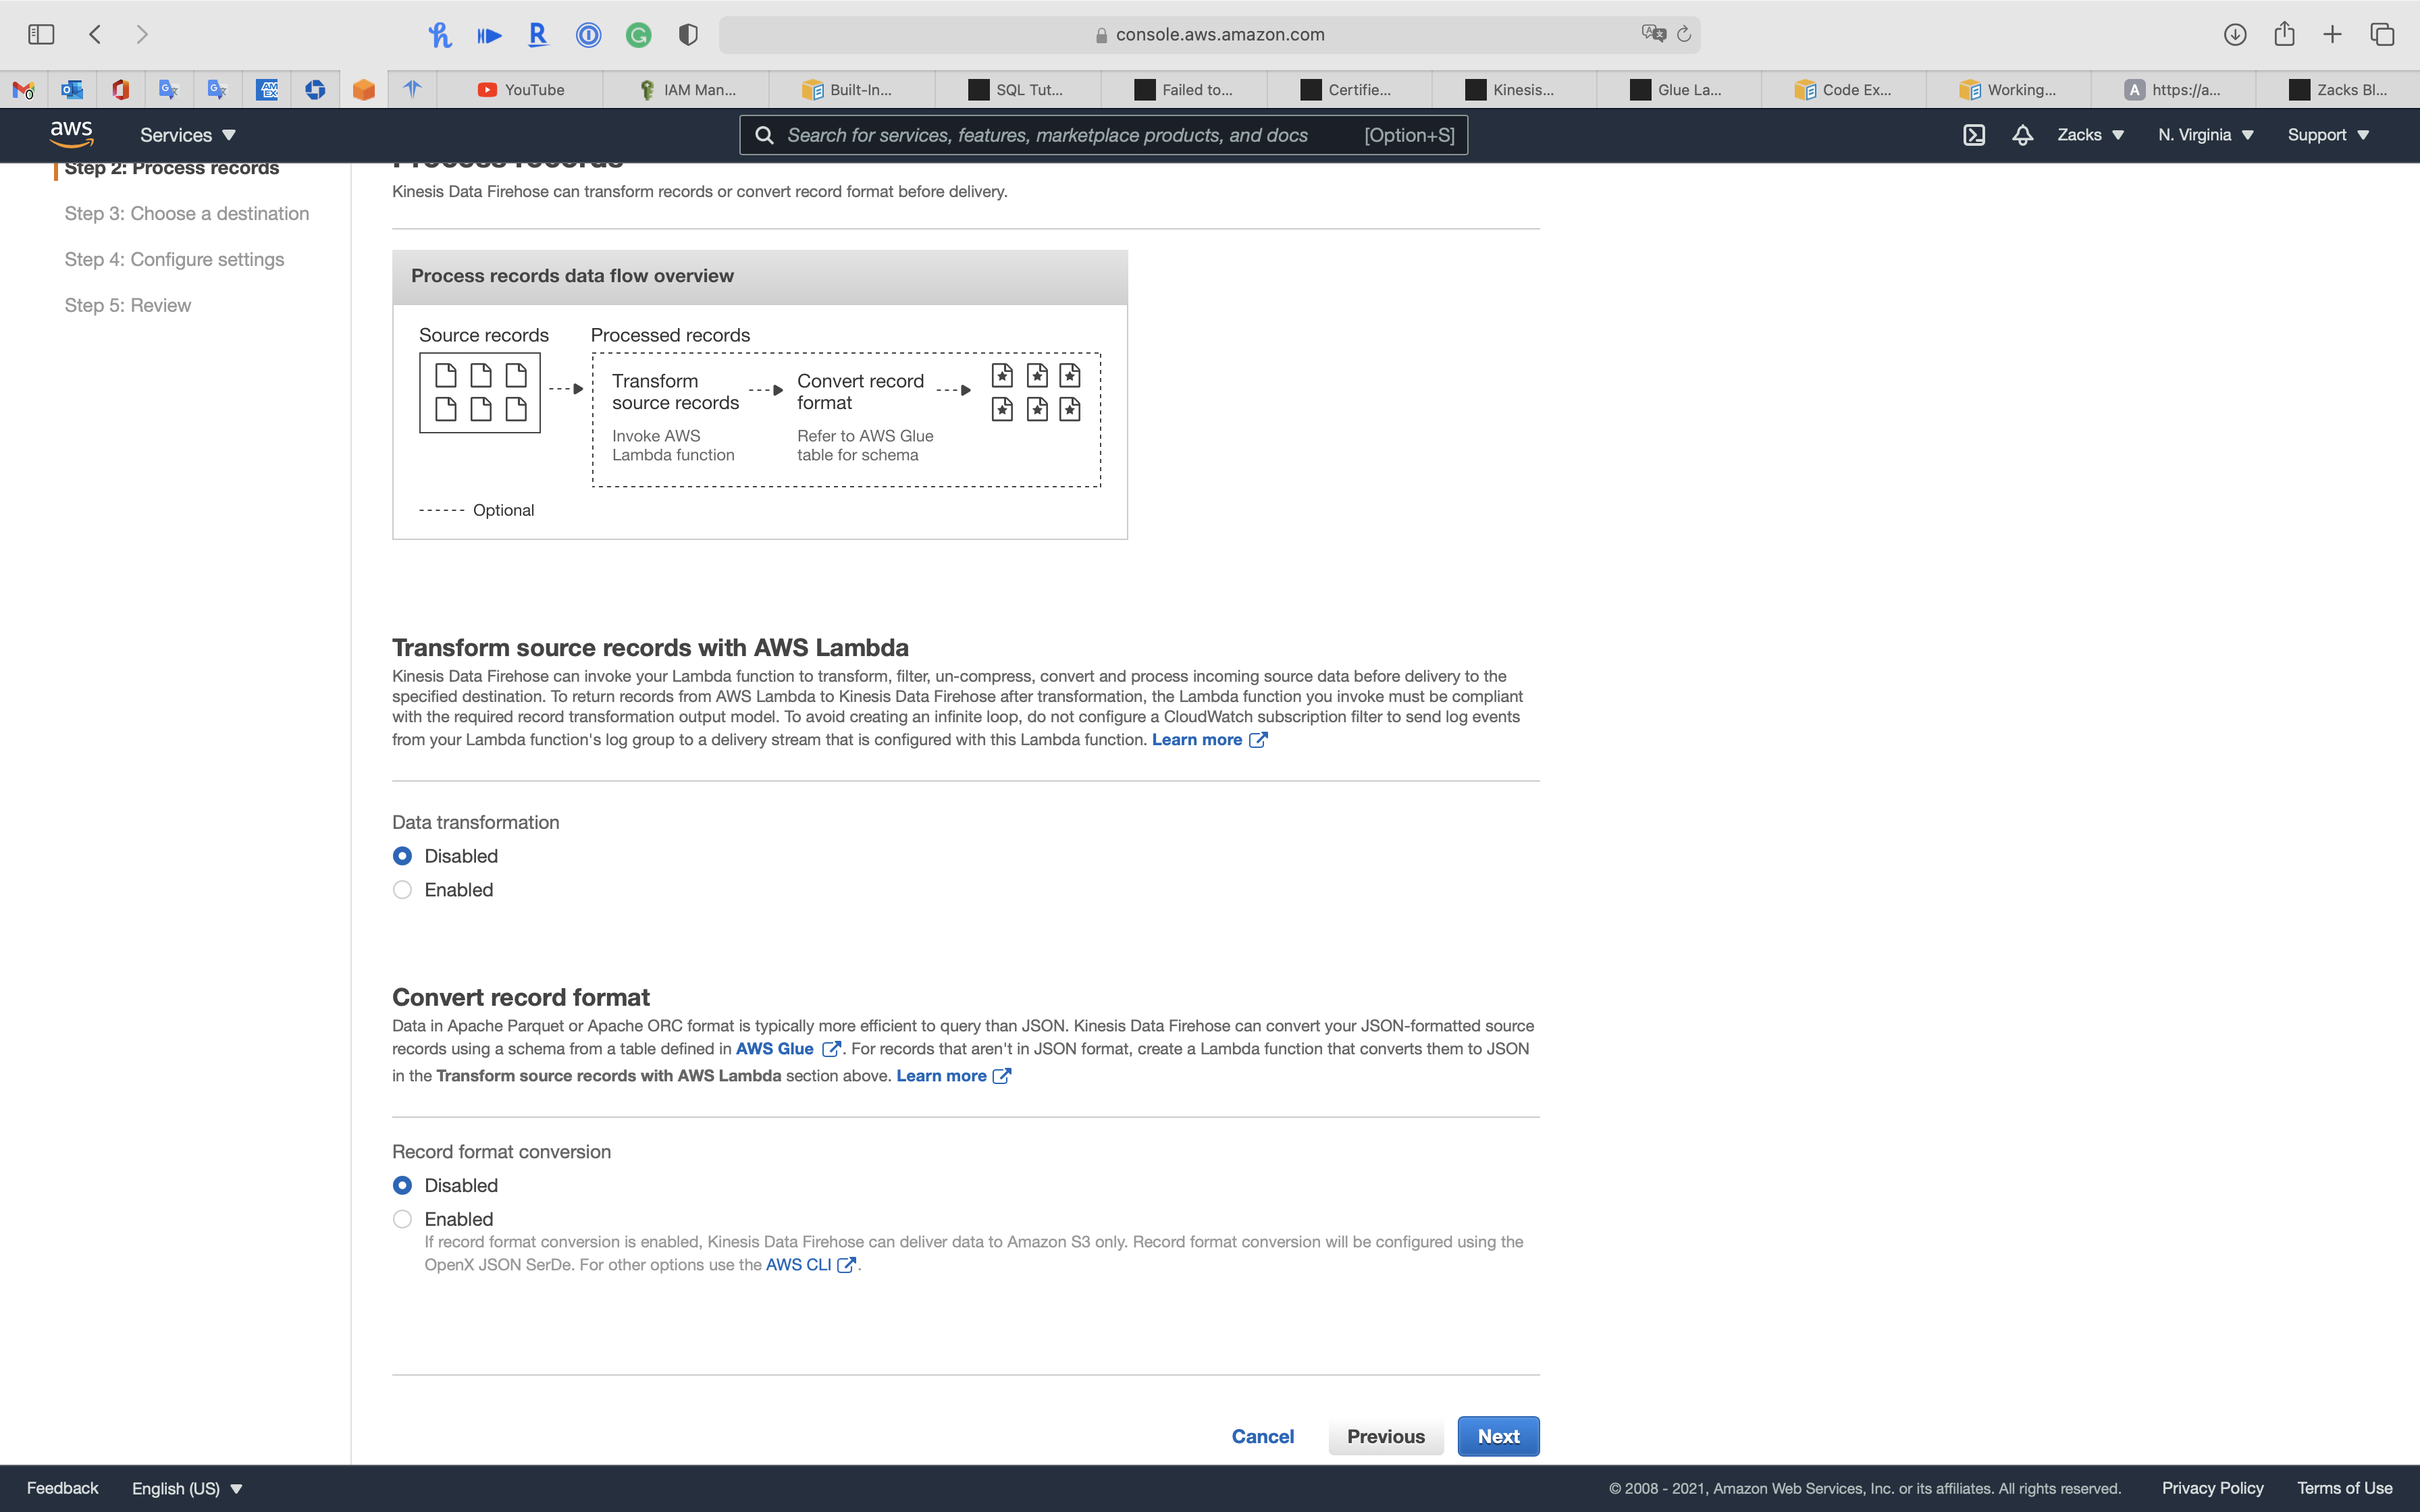 console.aws.amazon.com
YouTube
IAM Man...
Built-In...
SQL Tut...
Failed to...
Certifie...
Kinesis...
Glue La...
Code Ex...
Working...
A https://a...
Zacks Bl...
aws
Services
Search for services, features, marketplace products, and docs [Option+S]
Zacks
N. Virginia
Support
Step 2: Process records
Step 3: Choose a destination
Step 4: Configure settings
Step 5: Review
Process records
Kinesis Data Firehose can transform records or convert record format before delivery.
Process records data flow overview
Source records
Processed records
Transform
source records
Invoke AWS
Lambda function
Convert record
format
Refer to AWS Glue
table for schema
Optional
Transform source records with AWS Lambda
Kinesis Data Firehose can invoke your Lambda function to transform, filter, un-compress, convert and process incoming source data before delivery to the
specified destination. To return records from AWS Lambda to Kinesis Data Firehose after transformation, the Lambda function you invoke must be compliant
with the required record transformation output model. To avoid creating an infinite loop, do not configure a CloudWatch subscription filter to send log events
from your Lambda function's log group to a delivery stream that is configured with this Lambda function. Learn more
Data transformation
Disabled
Enabled
Convert record format
Data in Apache Parquet or Apache ORC format is typically more efficient to query than JSON. Kinesis Data Firehose can convert your JSON-formatted source
records using a schema from a table defined in AWS Glue . For records that aren't in JSON format, create a Lambda function that converts them to JSON
in the Transform source records with AWS Lambda section above. Learn more
Record format conversion
Disabled
Enabled
If record format conversion is enabled, Kinesis Data Firehose can deliver data to Amazon S3 only. Record format conversion will be configured using the
OpenX JSON SerDe. For other options use the AWS CLI .
Cancel
Previous
Next
Feedback
English (US)
© 2008 - 2021, Amazon Web Services, Inc. or its affiliates. All rights reserved.
Privacy Policy
Terms of Use